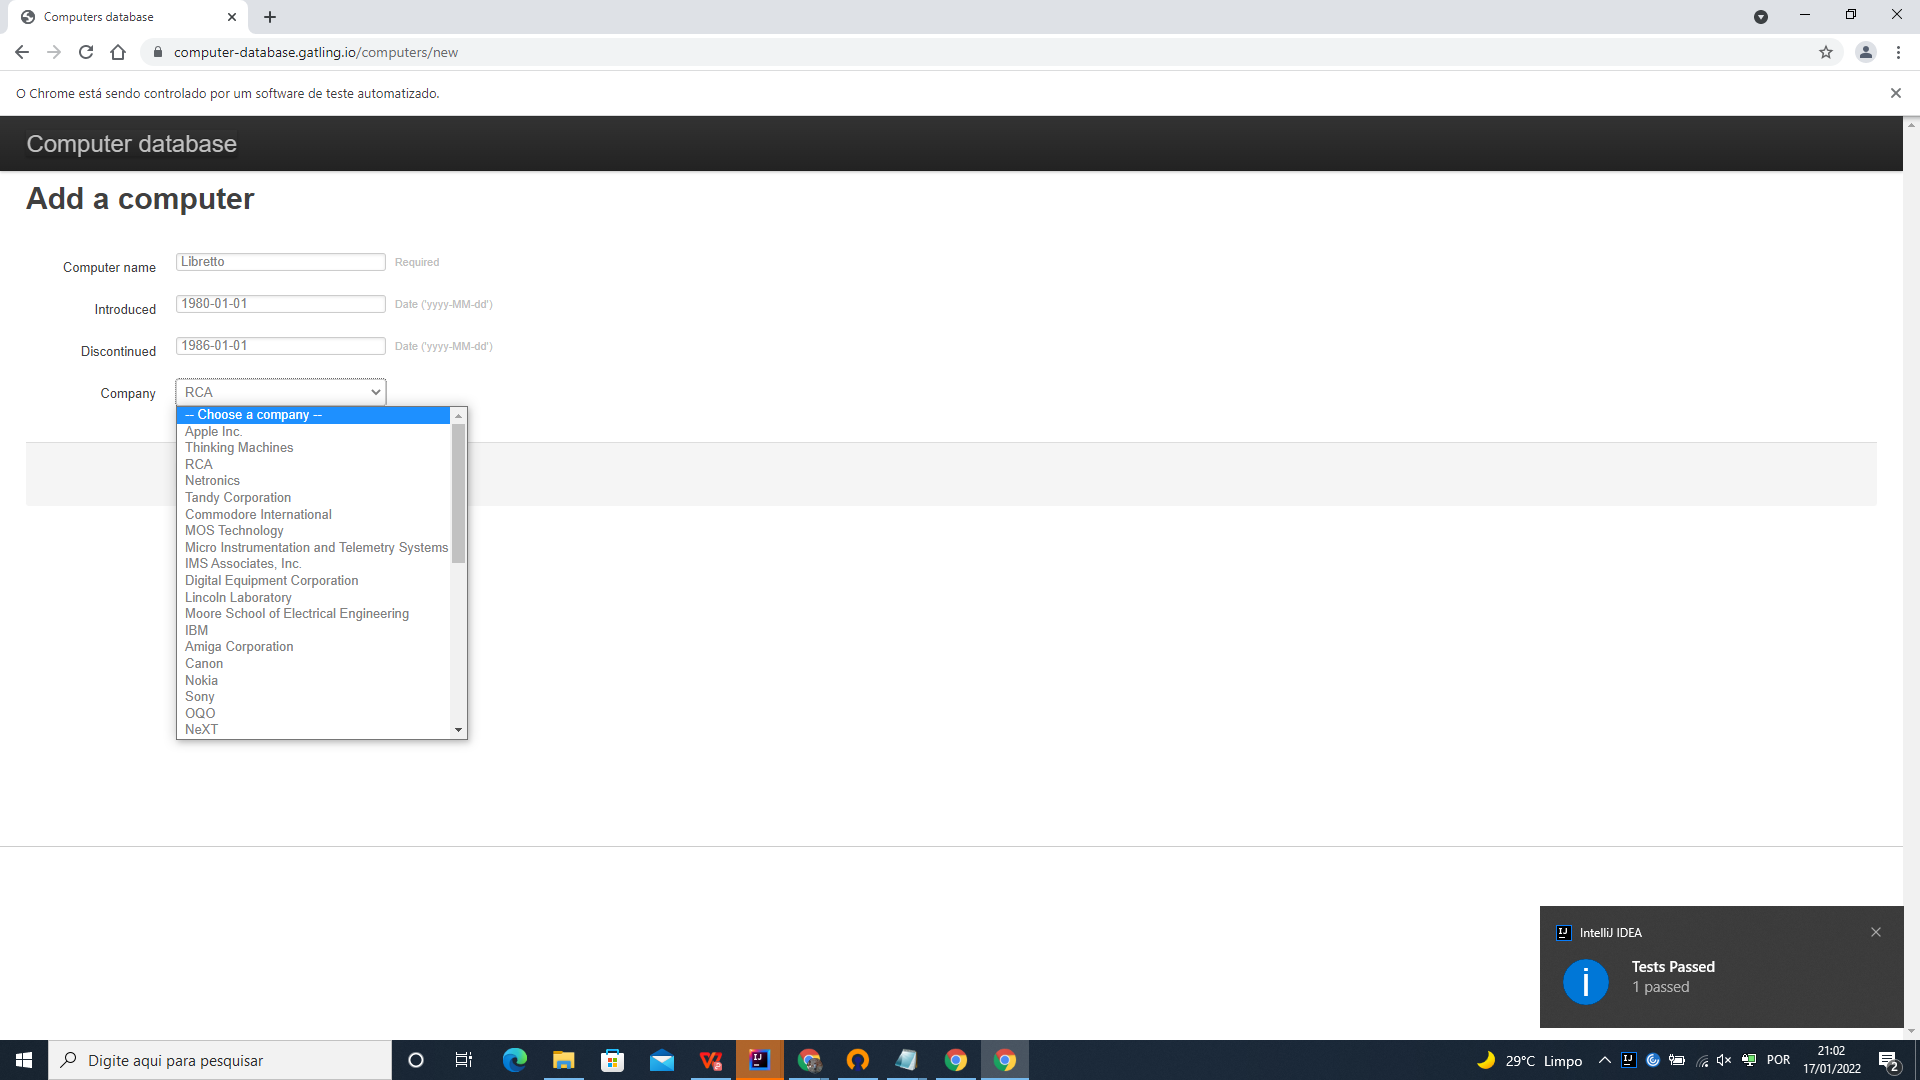 Computers database
computer-database.gatling.io/computers/new
O Chrome está sendo controlado por um software de teste automatizado.
Computer database
Add a computer
Computer name Libretto Required
Introduced 1980-01-01 Date ('yyyy-MM-dd')
Discontinued 1986-01-01 Date ('yyyy-MM-dd')
Company RCA
-- Choose a company --
Apple Inc.
Thinking Machines
RCA
Netronics
Tandy Corporation
Commodore International
MOS Technology
Micro Instrumentation and Telemetry Systems
IMS Associates, Inc.
Digital Equipment Corporation
Lincoln Laboratory
Moore School of Electrical Engineering
IBM
Amiga Corporation
Canon
Nokia
Sony
OQO
NeXT
IJ IntelliJ IDEA
Tests Passed
1 passed
Digite aqui para pesquisar
29°C Limpo
POR
21:02
17/01/2022
2